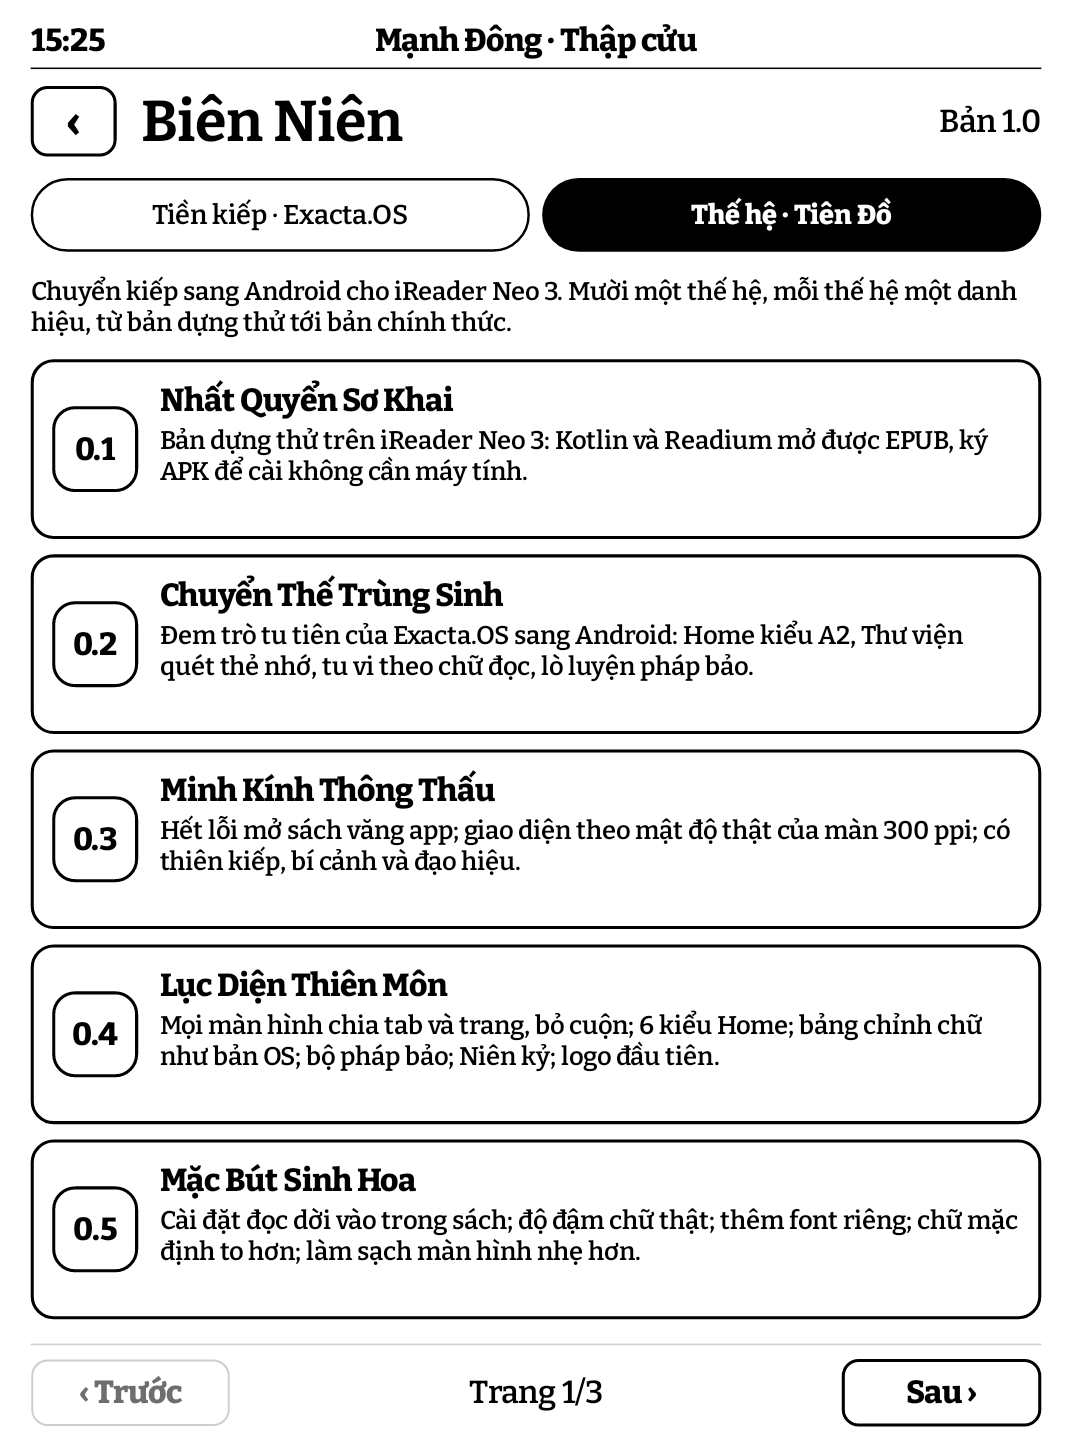 15:25
Mạnh Đông · Thập cửu
‹
Biên Niên
Bản 1.0
Tiền kiếp · Exacta.OS
Thế hệ · Tiên Đồ
Chuyển kiếp sang Android cho iReader Neo 3. Mười một thế hệ, mỗi thế hệ một danh
hiệu, từ bản dựng thử tới bản chính thức.
0.1
Nhất Quyển Sơ Khai
Bản dựng thử trên iReader Neo 3: Kotlin và Readium mở được EPUB, ký
APK để cài không cần máy tính.
0.2
Chuyển Thế Trùng Sinh
Đem trò tu tiên của Exacta.OS sang Android: Home kiểu A2, Thư viện
quét thẻ nhớ, tu vi theo chữ đọc, lò luyện pháp bảo.
0.3
Minh Kính Thông Thấu
Hết lỗi mở sách văng app; giao diện theo mật độ thật của màn 300 ppi; có
thiên kiếp, bí cảnh và đạo hiệu.
0.4
Lục Diện Thiên Môn
Mọi màn hình chia tab và trang, bỏ cuộn; 6 kiểu Home; bảng chỉnh chữ
như bản OS; bộ pháp bảo; Niên kỷ; logo đầu tiên.
0.5
Mặc Bút Sinh Hoa
Cài đặt đọc dời vào trong sách; độ đậm chữ thật; thêm font riêng; chữ mặc
định to hơn; làm sạch màn hình nhẹ hơn.
‹ Trước
Trang 1/3
Sau ›